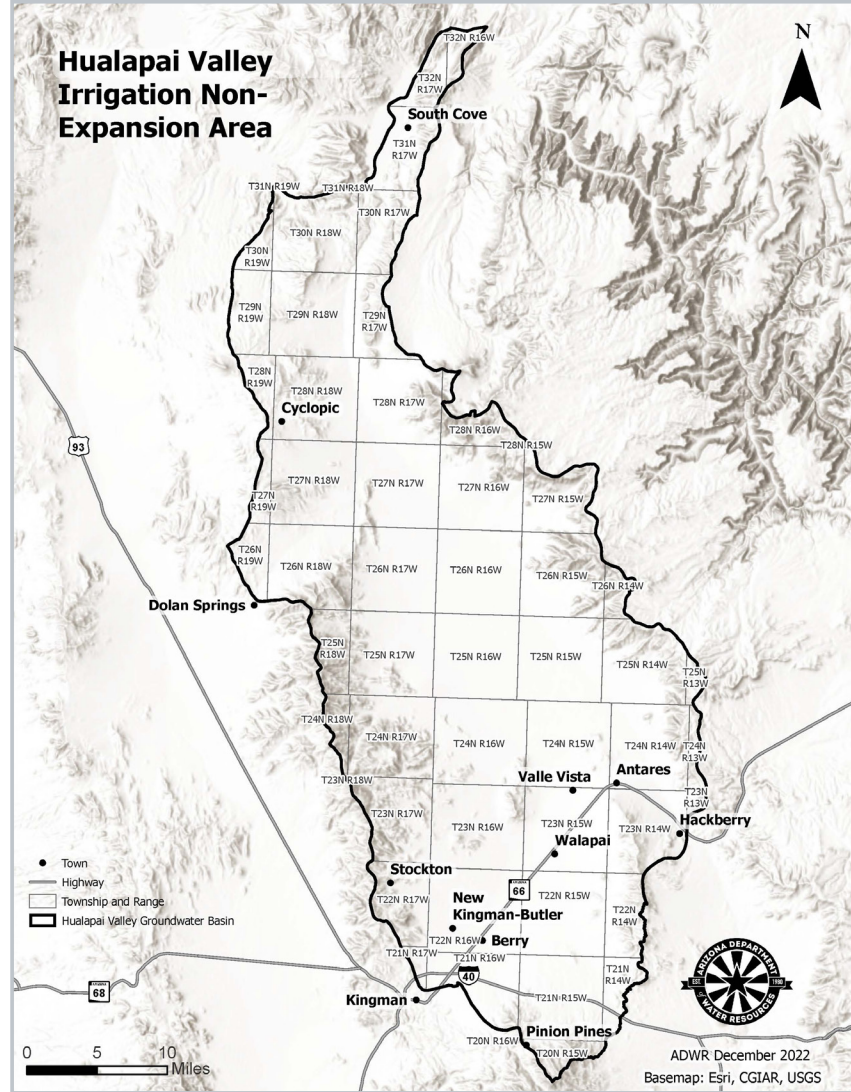 Hualapai Valley
Irrigation Non-
Expansion Area
N
T32N R16W
T32N
R17W
South Cove
T31N
R17W
T31N R19W
T31N R18W
T30N R17W
T30N R18W
T30N
R19W
T29N
R19W
T29N R18W
T29N
R17W
T28N
R19W
T28N R18W
Cyclopic
T28N R17W
T28N R16W
T28N R15W
93
T27N
R19W
T27N R18W
T27N R17W
T27N R16W
T27N R15W
T26N
R19W
T26N R18W
T26N R17W
T26N R16W
T26N R15W
T26N R14W
Dolan Springs
T25N
R18W
T25N R17W
T25N R16W
T25N R15W
T25N R14W
T25N
R13W
T24N R18W
T24N R17W
T24N R16W
T24N R15W
T24N R14W
T24N
R13W
Valle Vista
Antares
T23N R18W
T23N R17W
T23N R16W
T23N R15W
T23N R14W
T23N
R13W
Hackberry
Walapai
Stockton
T22N R17W
66
T22N R15W
T22N
R14W
New
Kingman-Butler
T22N R16W
Berry
T21N R17W
T21N R16W
40
T21N R15W
T21N
R14W
68
Kingman
Pinion Pines
T20N R16W
T20N R15W
Town
Highway
Township and Range
Hualapai Valley Groundwater Basin
0 5 10
Miles
ARIZONA DEPARTMENT
EST. 1980
WATER RESOURCES
ADWR December 2022
Basemap: Esri, CGIAR, USGS